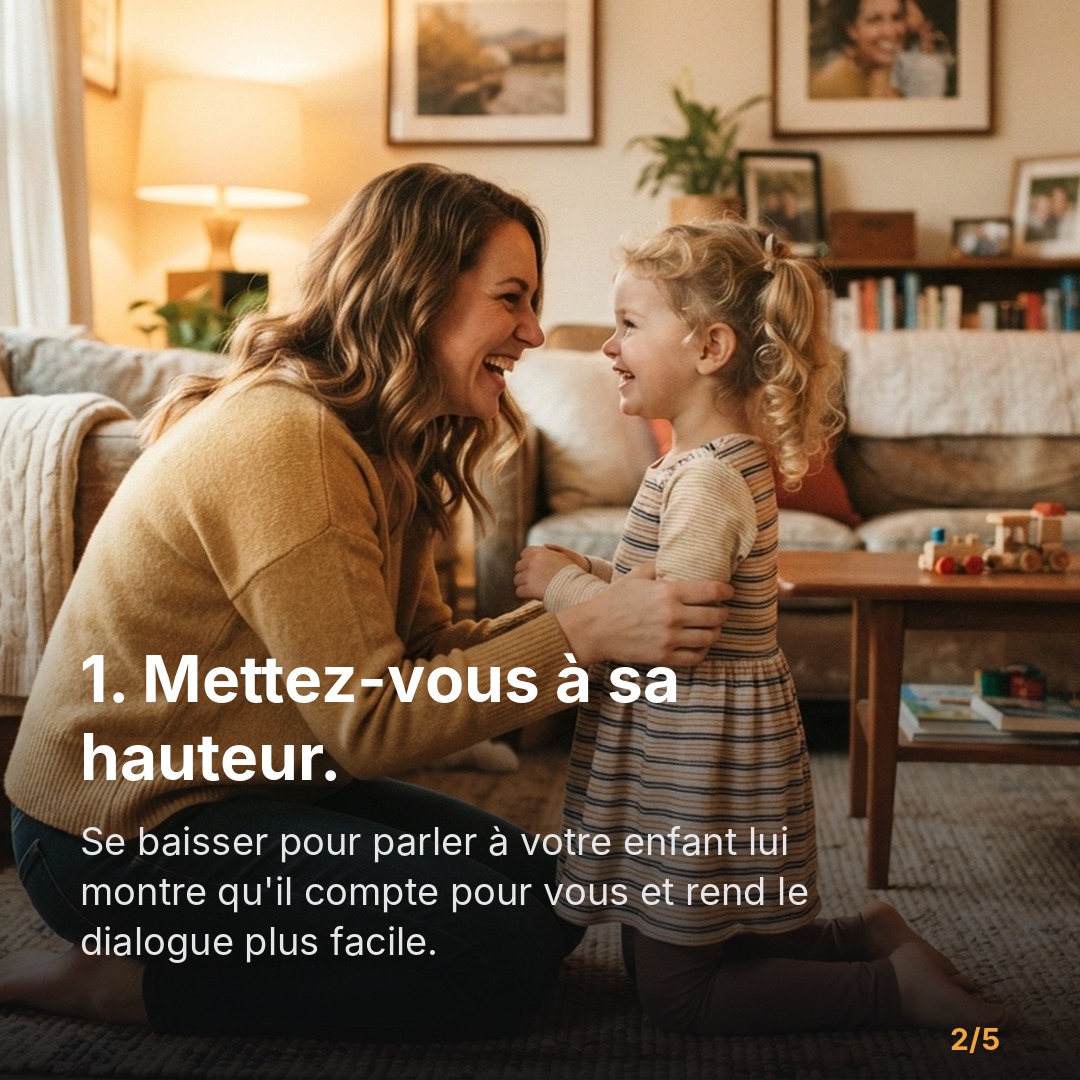 1. Mettez-vous à sa
hauteur.
Se baisser pour parler à votre enfant lui
montre qu'il compte pour vous et rend le
dialogue plus facile.
2/5